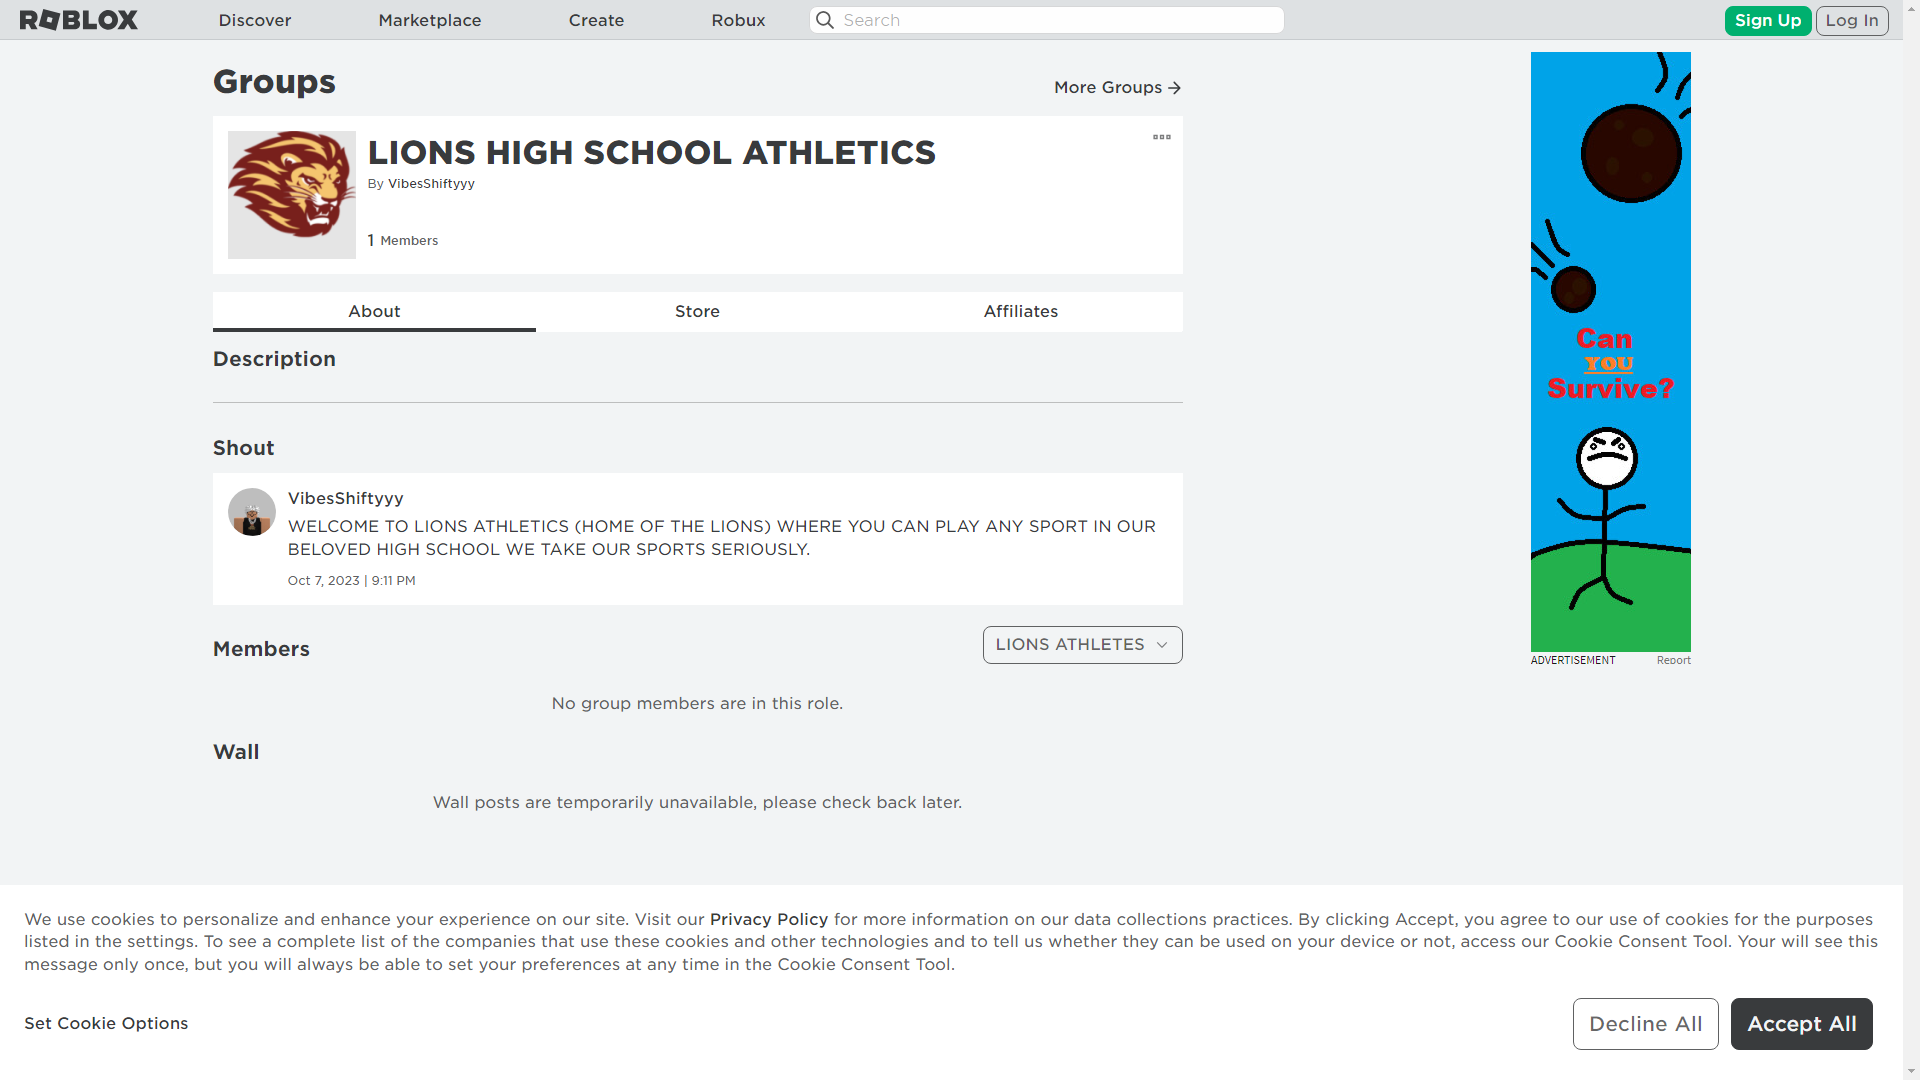 ROBLOX
Discover
Marketplace
Create
Robux
Search
Sign Up
Log In
Groups
More Groups
LIONS HIGH SCHOOL ATHLETICS
By VibesShiftyyy
1 Members
About
Store
Affiliates
Description
Shout
VibesShiftyyy
WELCOME TO LIONS ATHLETICS (HOME OF THE LIONS) WHERE YOU CAN PLAY ANY SPORT IN OUR
BELOVED HIGH SCHOOL WE TAKE OUR SPORTS SERIOUSLY.
Oct 7, 2023 | 9:11 PM
Members
LIONS ATHLETES
No group members are in this role.
Wall
Wall posts are temporarily unavailable, please check back later.
Can
YOU
Survive?
ADVERTISEMENT
Report
We use cookies to personalize and enhance your experience on our site. Visit our Privacy Policy for more information on our data collections practices. By clicking Accept, you agree to our use of cookies for the purposes
listed in the settings. To see a complete list of the companies that use these cookies and other technologies and to tell us whether they can be used on your device or not, access our Cookie Consent Tool. Your will see this
message only once, but you will always be able to set your preferences at any time in the Cookie Consent Tool.
Set Cookie Options
Decline All
Accept All